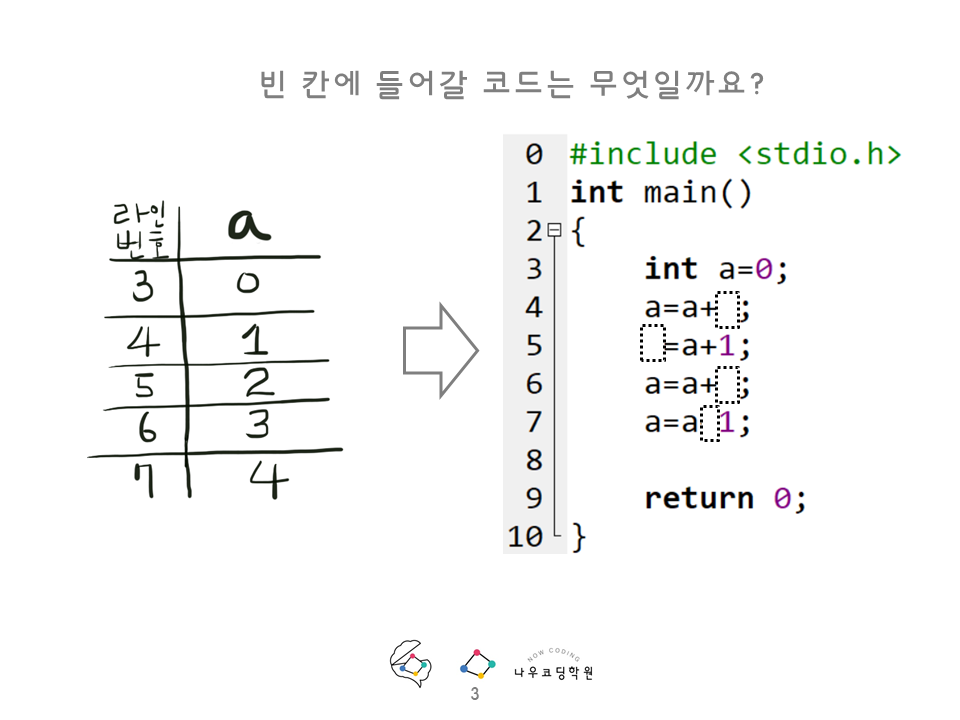 빈 칸에 들어갈 코드는 무엇일까요?
라인
번호 a
3 0
4 1
5 2
6 3
7 4
0 #include <stdio.h>
1 int main()
2 {
3 int a=0;
4 a=a+ ;
5 =a+1;
6 a=a+ ;
7 a=a 1;
8
9 return 0;
10 }
NOW CODING
나우코딩학원
3